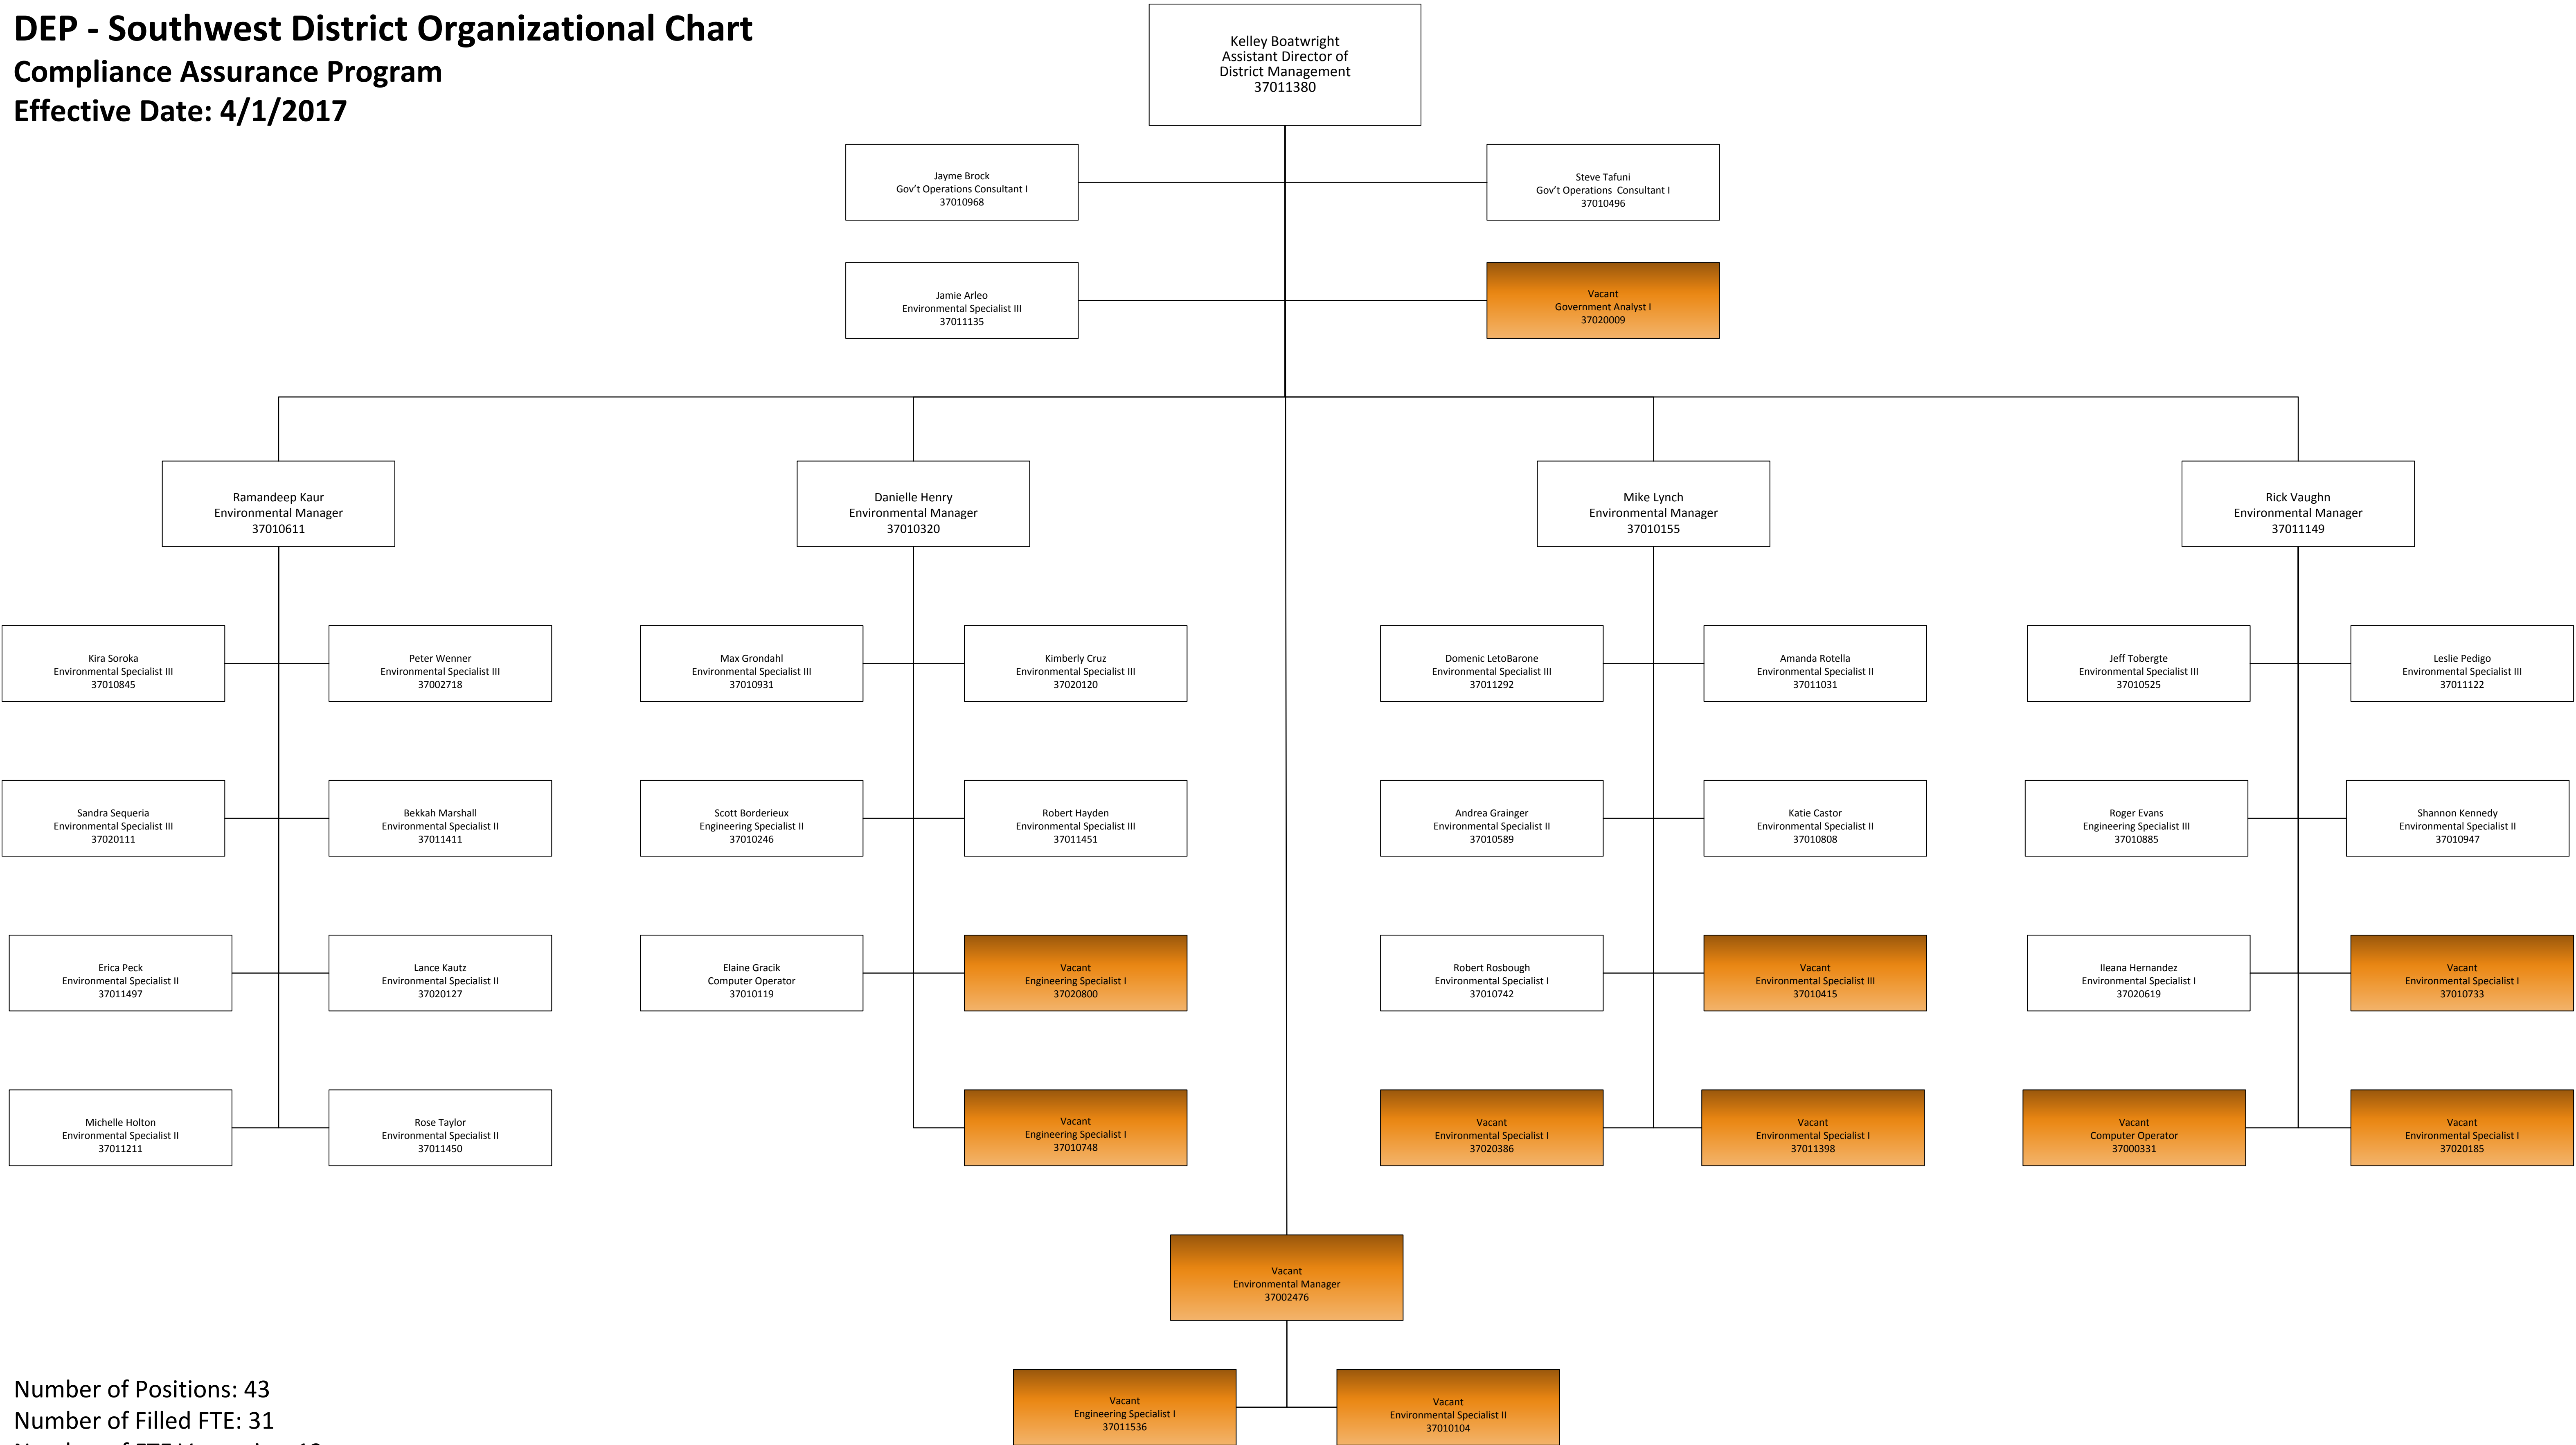 DEP - Southwest District Organizational Chart
Compliance Assurance Program
Effective Date: 4/1/2017
Kelley Boatwright
Assistant Director of
District Management
37011380
Jayme Brock
Gov’t Operations Consultant I
37010968
Steve Tafuni
Gov’t Operations Consultant I
37010496
Jamie Arleo
Environmental Specialist III
37011135
Vacant
Government Analyst I
37020009
Ramandeep Kaur
Environmental Manager
37010611
Danielle Henry
Environmental Manager
37010320
Mike Lynch
Environmental Manager
37010155
Rick Vaughn
Environmental Manager
37011149
Kira Soroka
Environmental Specialist III
37010845
Peter Wenner
Environmental Specialist III
37002718
Max Grondahl
Environmental Specialist III
37010931
Kimberly Cruz
Environmental Specialist III
37020120
Domenic LetoBarone
Environmental Specialist III
37011292
Amanda Rotella
Environmental Specialist II
37011031
Jeff Tobergte
Environmental Specialist III
37010525
Leslie Pedigo
Environmental Specialist III
37011122
Sandra Sequeria
Environmental Specialist III
37020111
Bekkah Marshall
Environmental Specialist II
37011411
Scott Borderieux
Engineering Specialist II
37010246
Robert Hayden
Environmental Specialist III
37011451
Andrea Grainger
Environmental Specialist II
37010589
Katie Castor
Environmental Specialist II
37010808
Roger Evans
Engineering Specialist III
37010885
Shannon Kennedy
Environmental Specialist II
37010947
Erica Peck
Environmental Specialist II
37011497
Lance Kautz
Environmental Specialist II
37020127
Elaine Gracik
Computer Operator
37010119
Vacant
Engineering Specialist I
37020800
Robert Rosbough
Environmental Specialist I
37010742
Vacant
Environmental Specialist III
37010415
Ileana Hernandez
Environmental Specialist I
37020619
Vacant
Environmental Specialist I
37010733
Michelle Holton
Environmental Specialist II
37011211
Rose Taylor
Environmental Specialist II
37011450
Vacant
Engineering Specialist I
37010748
Vacant
Environmental Specialist I
37020386
Vacant
Environmental Specialist I
37011398
Vacant
Computer Operator
37000331
Vacant
Environmental Specialist I
37020185
Vacant
Environmental Manager
37002476
Vacant
Engineering Specialist I
37011536
Vacant
Environmental Specialist II
37010104
Number of Positions: 43
Number of Filled FTE: 31